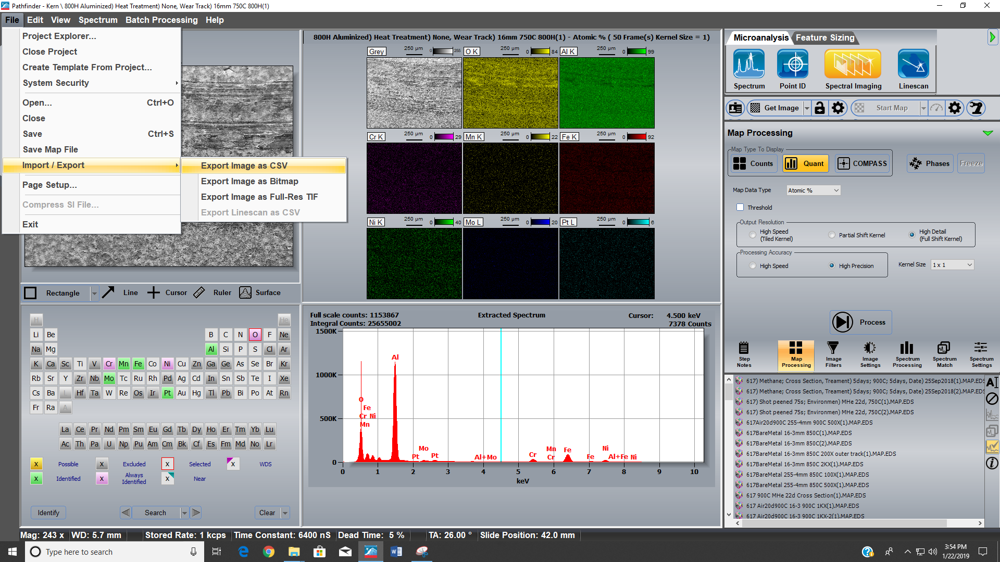 Pathfinder - Kern \ 800H Aluminized) Heat Treatment) None, Wear Track) 16mm 750C 800H(1)
File Edit View Spectrum Batch Processing Help
Project Explorer...
Close Project
Create Template From Project...
System Security
Open... Ctrl+O
Close
Save Ctrl+S
Save Map File
Import / Export
Page Setup...
Compress SI File...
Exit
Export Image as CSV
Export Image as Bitmap
Export Image as Full-Res TIF
Export Linescan as CSV
800H Aluminized) Heat Treatment) None, Wear Track) 16mm 750C 800H(1) - Atomic % ( 50 Frame(s) Kernel Size = 1)
Grey 250 µm 0 255 O K 250 µm 0 84 Al K 250 µm 0 99
Cr K 250 µm 0 29 Mn K 250 µm 0 22 Fe K 250 µm 0 92
Ni K 250 µm 0 40 Mo L 250 µm 0 20 Pt L 250 µm 0 6
Rectangle Line Cursor Ruler Surface
H He
Li Be B C N O F Ne
Na Mg Al Si P S Cl Ar
K Ca Sc Ti V Cr Mn Fe Co Ni Cu Zn Ga Ge As Se Br Kr
Rb Sr Y Zr Nb Mo Tc Ru Rh Pd Ag Cd In Sn Sb Te I Xe
Cs Ba L Hf Ta W Re Os Ir Pt Au Hg Tl Pb Bi Po At Rn
Fr Ra A
La Ce Pr Nd Pm Sm Eu Gd Tb Dy Ho Er Tm Yb Lu
Ac Th Pa U Np Pu Am Cm Bk Cf Es Fm Md No Lr
X Possible X Excluded X Selected X WDS
X Identified X Always Identified X Near
Identify Search Clear
Full scale counts: 1153867 Extracted Spectrum Cursor: 4.500 keV
Integral Counts: 25655002 7378 Counts
1500K
1000K
500K
0
Al
O
Fe
Cr Ni
Mn
Mo
Pt Pt
Al+Mo
Cr
Mn
Cr
Fe
Fe
Ni
Al+Fe Ni
0 1 2 3 4 5 6 7 8 9 10
keV
Microanalysis Feature Sizing
Spectrum Point ID Spectral Imaging Linescan
Get Image Start Map
Map Processing
Map Type To Display
Counts Quant COMPASS Phases Freeze
Map Data Type Atomic %
Threshold
Output Resolution
High Speed (Tiled Kernel) Partial Shift Kernel High Detail (Full Shift Kernel)
Processing Accuracy
High Speed High Precision Kernel Size 1 x 1
Process
Step Notes Map Processing Image Filters Image Settings Spectrum Processing Spectrum Match Spectrum Settings
617) Methane; Cross Section, Treament) 5days; 900C; 5days, Date) 25Sep2018(1).MAP.EDS
617) Methane; Cross Section, Treament) 5days; 900C; 5days, Date) 25Sep2018(2).MAP.EDS
617) Shot peened 75s; Environmen) MHe 22d, 750C(1).MAP.EDS
617) Shot peened 75s; Environmen) MHe 22d, 750C(2).MAP.EDS
617Air20d900C 255-4mm 900C 500X(1).MAP.EDS
617BareMetal 16-3mm 850C(1).MAP.EDS
617BareMetal 16-3mm 850C(2).MAP.EDS
617BareMetal 16-3mm 850C 200X outer track(1).MAP.EDS
617BareMetal 16-3mm 850C 2KX(1).MAP.EDS
617BareMetal 255-4mm 850C 100X(1).MAP.EDS
617BareMetal 255-4mm 850C 500X(1).MAP.EDS
617 900C MHe 22d Cross Section(1).MAP.EDS
617 Air20d900C 16-3 900C 1KX(1).MAP.EDS
617 Air20d900C 16-3 900C 1KX-2(1).MAP.EDS
Mag: 243 x WD: 5.7 mm Stored Rate: 1 kcps Time Constant: 6400 nS Dead Time: 5 % TA: 26.00 ° Slide Position: 42.0 mm
Type here to search
3:54 PM
1/22/2019